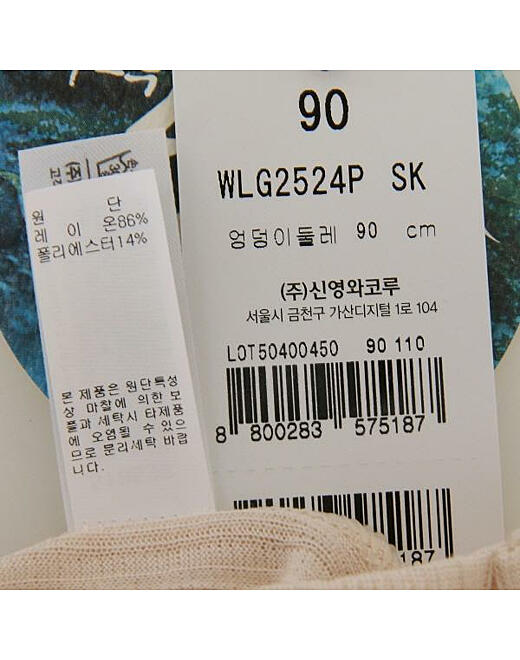 90
WLG2524P SK
엉덩이둘레 90 cm
(주)신영와코루
서울시 금천구 가산디지털 1로 104
LOT50400450 90 110
8 800283 575187
187
원 단
레 이 온86%
폴리에스터14%
본 제품은 원단특성
상 마찰에 의한 보
풀과 세탁시 타제품
에 오염될 수 있으
므로 분리세탁 바랍
니다.